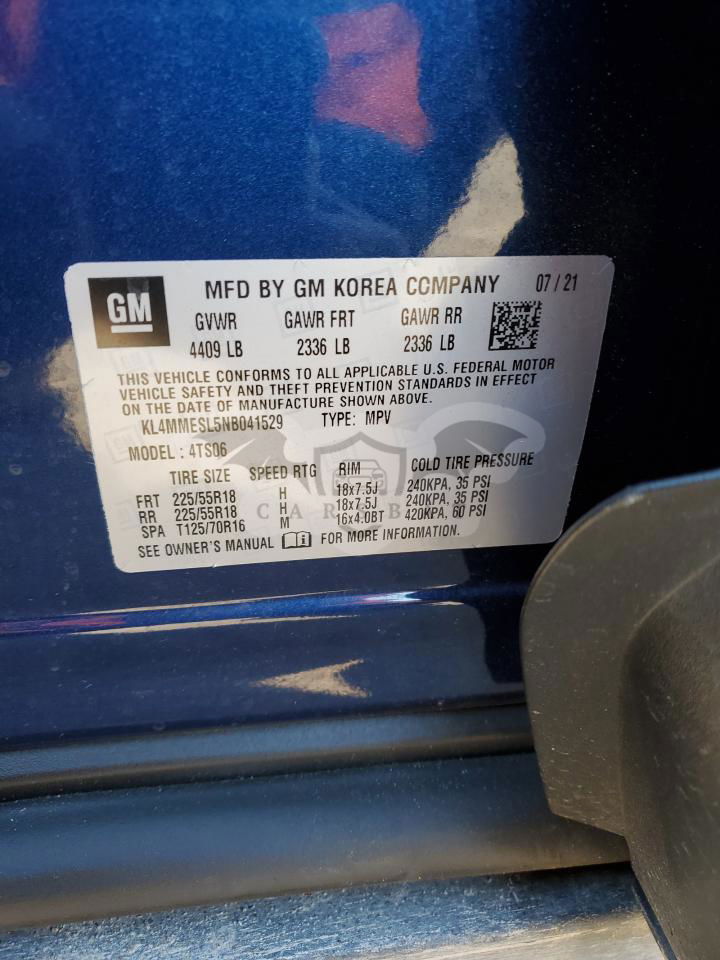 GM
MFD BY GM KOREA COMPANY 07/21
GVWR GAWR FRT GAWR RR
4409 LB 2336 LB 2336 LB
THIS VEHICLE CONFORMS TO ALL APPLICABLE U.S. FEDERAL MOTOR
VEHICLE SAFETY AND THEFT PREVENTION STANDARDS IN EFFECT
ON THE DATE OF MANUFACTURE SHOWN ABOVE.
KL4MMESL5NB041529 TYPE: MPV
MODEL : 4TS06
TIRE SIZE SPEED RTG RIM COLD TIRE PRESSURE
FRT 225/55R18 H 18x7.5J 240KPA, 35 PSI
RR 225/55R18 H 18x7.5J 240KPA, 35 PSI
SPA T125/70R16 M 16x4.0BT 420KPA, 60 PSI
SEE OWNER'S MANUAL FOR MORE INFORMATION.